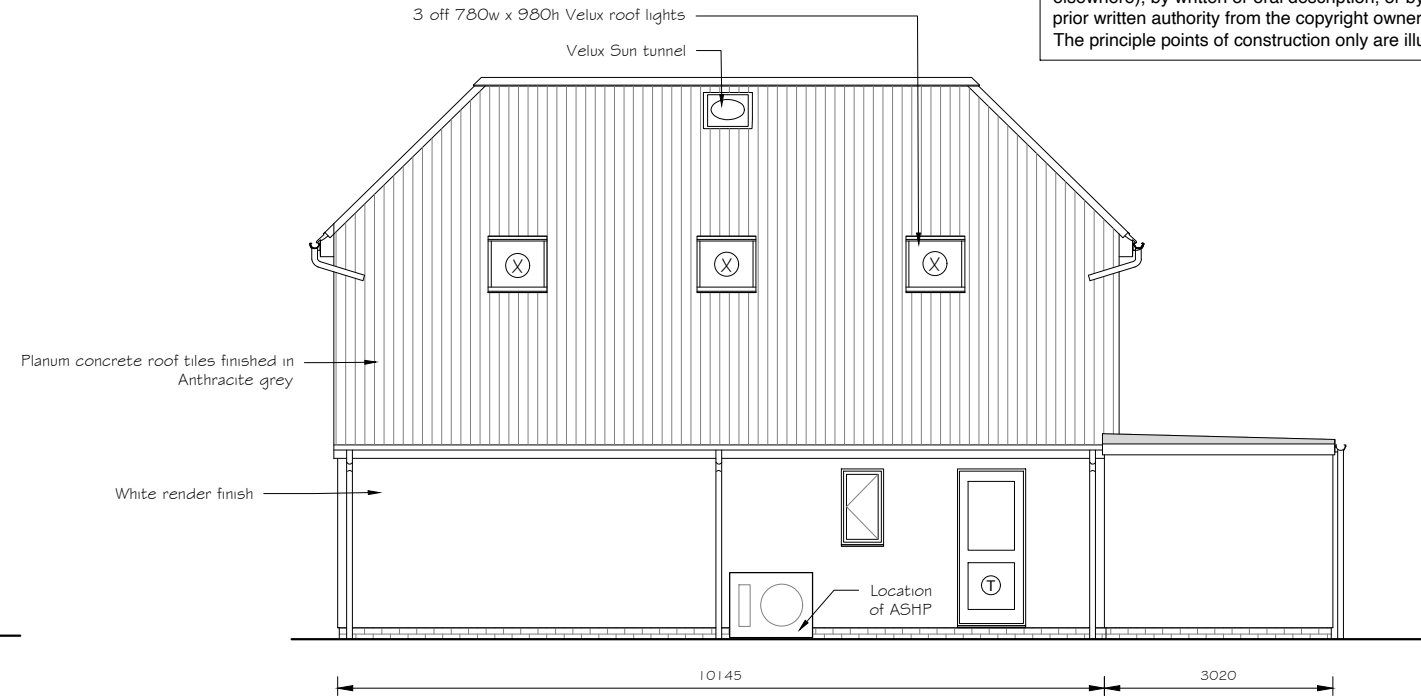 elsewhere), by written or oral description, or by
prior written authority from the copyright owner
The principle points of construction only are illu
3 off 780w x 980h Velux roof lights
Velux Sun tunnel
X
X
X
Planum concrete roof tiles finished in
Anthracite grey
White render finish
T
Location
of ASHP
10145
3020